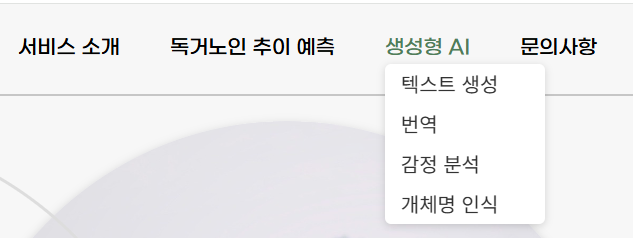 서비스 소개 독거노인 추이 예측 생성형 AI 문의사항
텍스트 생성
번역
감정 분석
개체명 인식